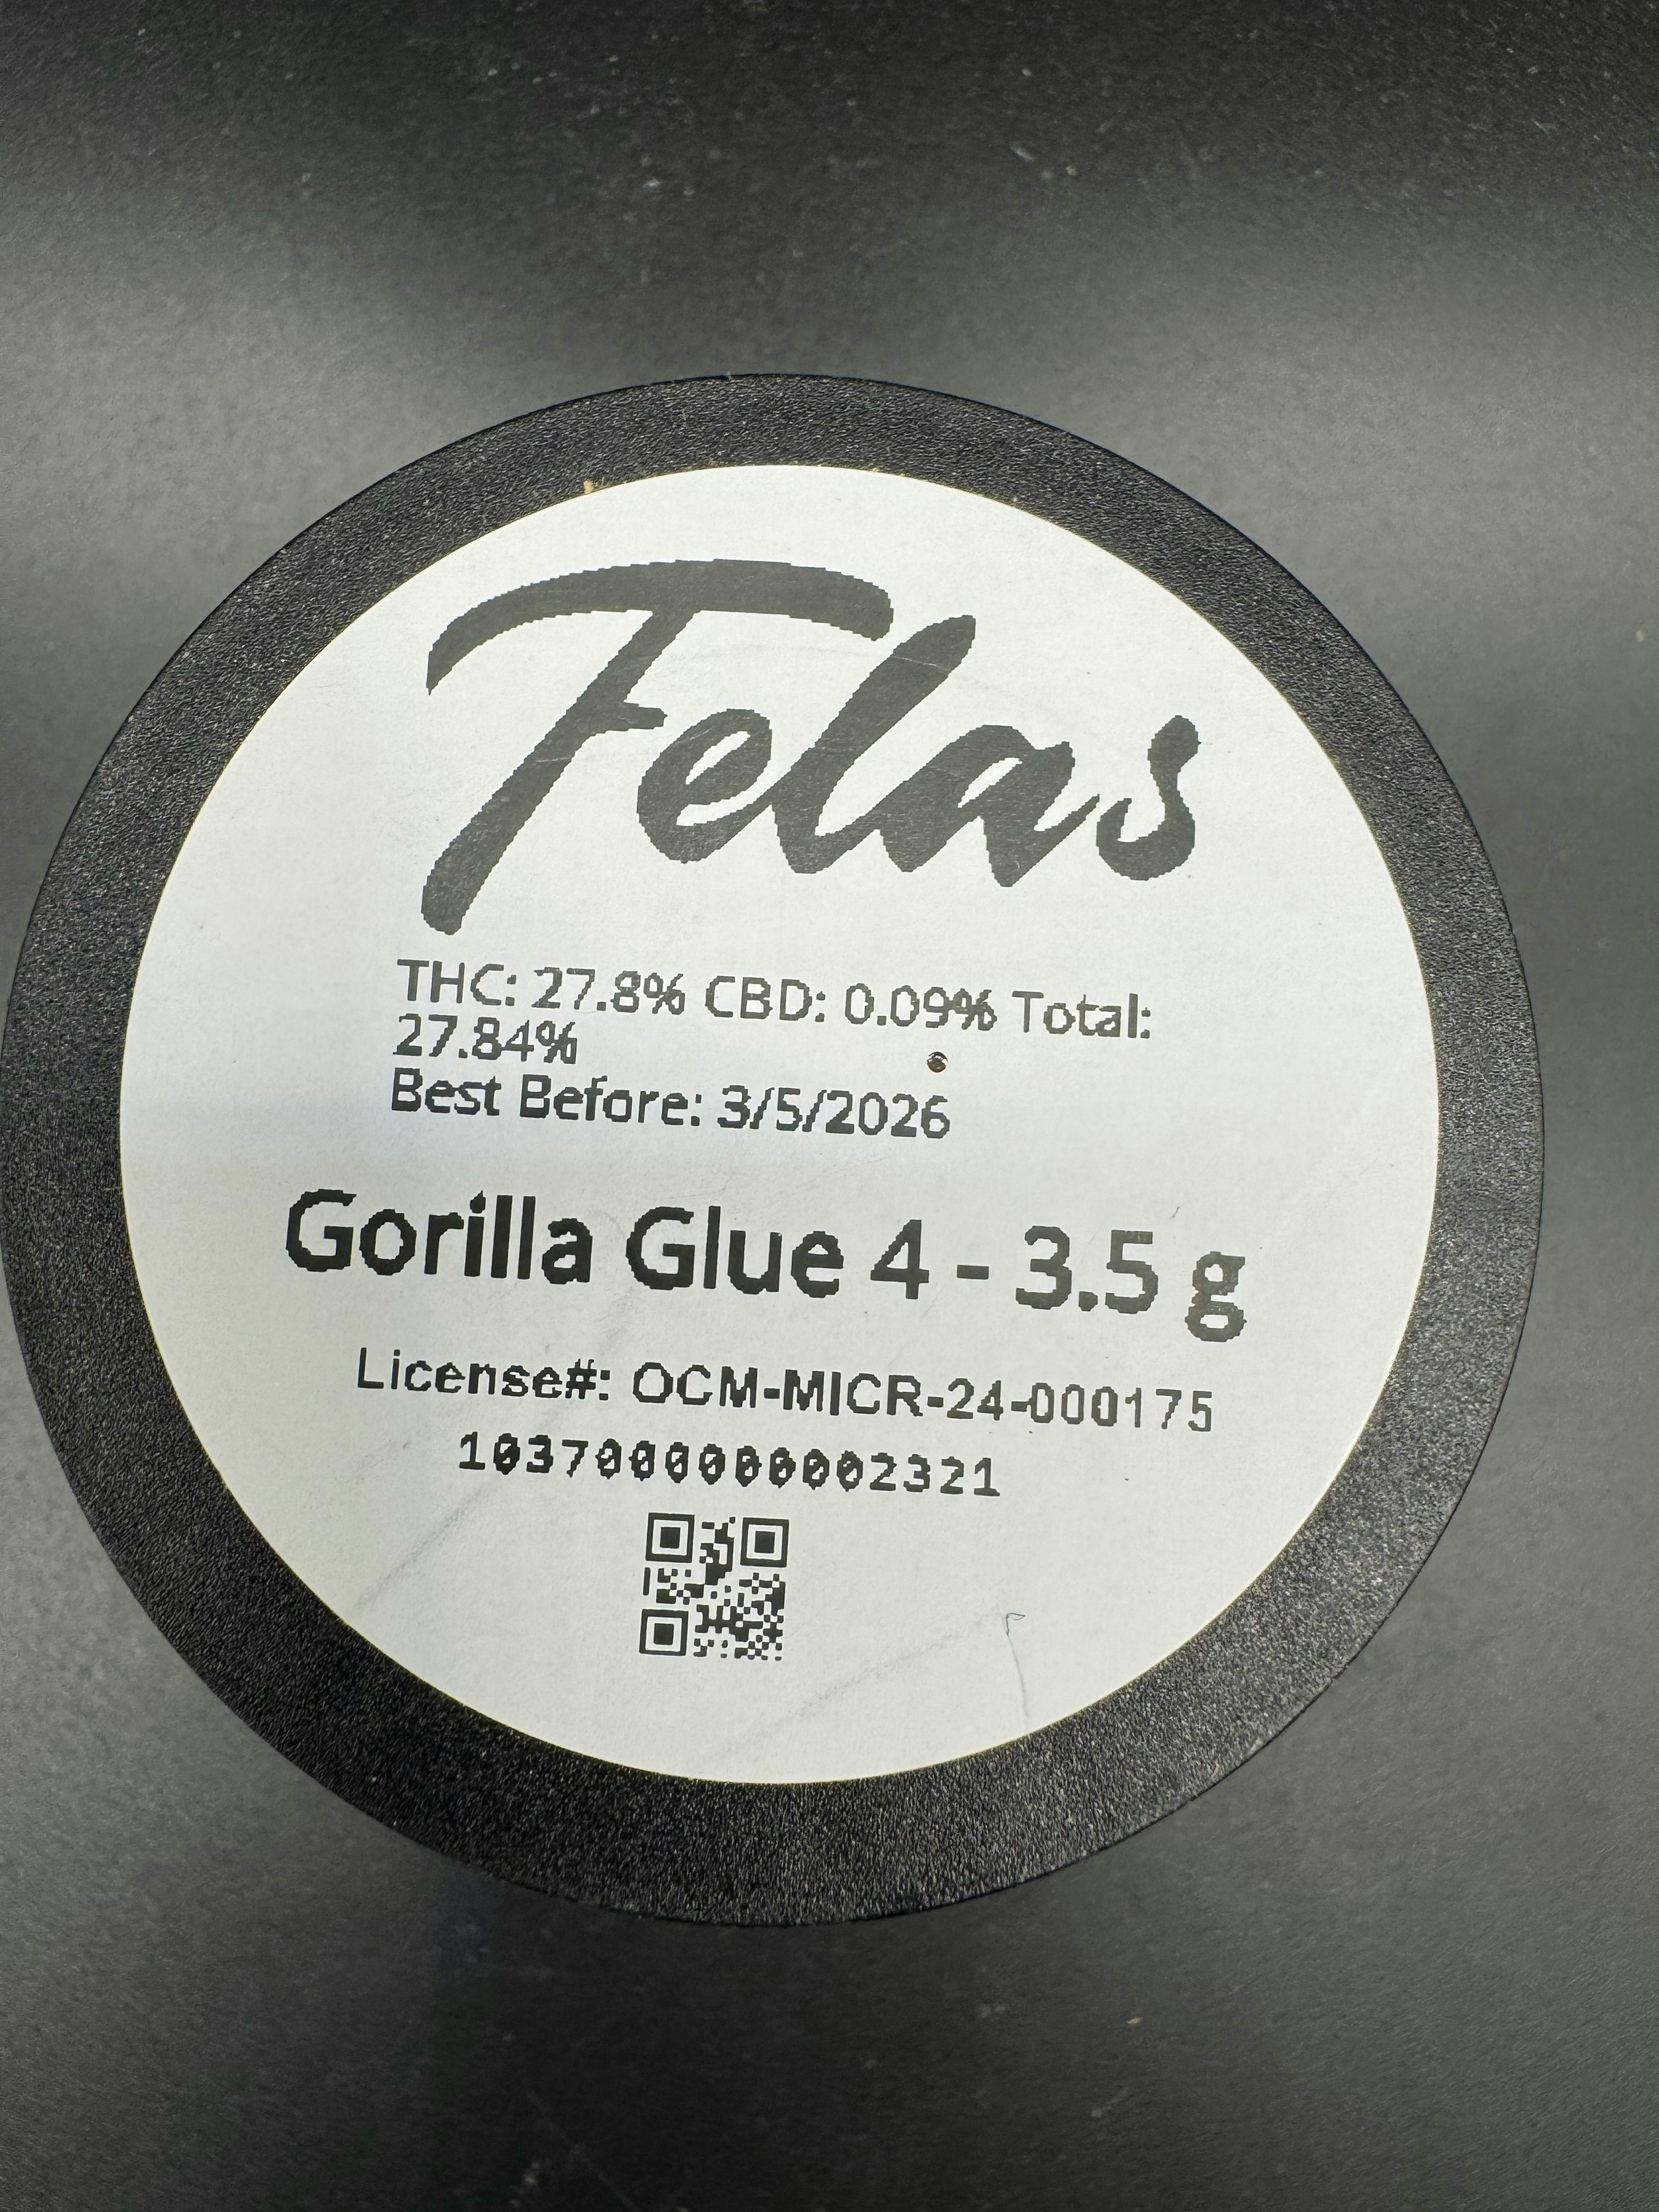 Felas
THC: 27.8% CBD: 0.09% Total:
27.84%
Best Before: 3/5/2026
Gorilla Glue 4 - 3.5 g
License#: OCM-MICR-24-000175
1037000000002321